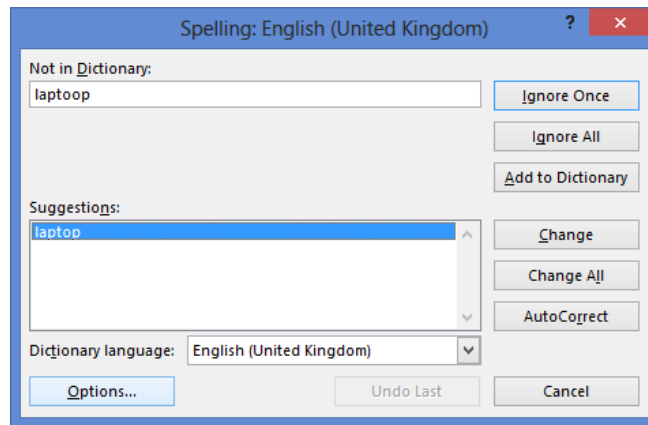 Spelling: English (United Kingdom) ? ×
Not in Dictionary:
laptoop
Ignore Once
Ignore All
Add to Dictionary
Suggestions:
laptop
Change
Change All
AutoCorrect
Dictionary language: English (United Kingdom)
Options... Undo Last Cancel